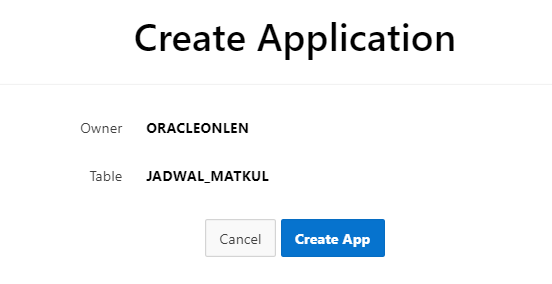 Create Application
Owner ORACLEONLEN
Table JADWAL_MATKUL
Cancel Create App